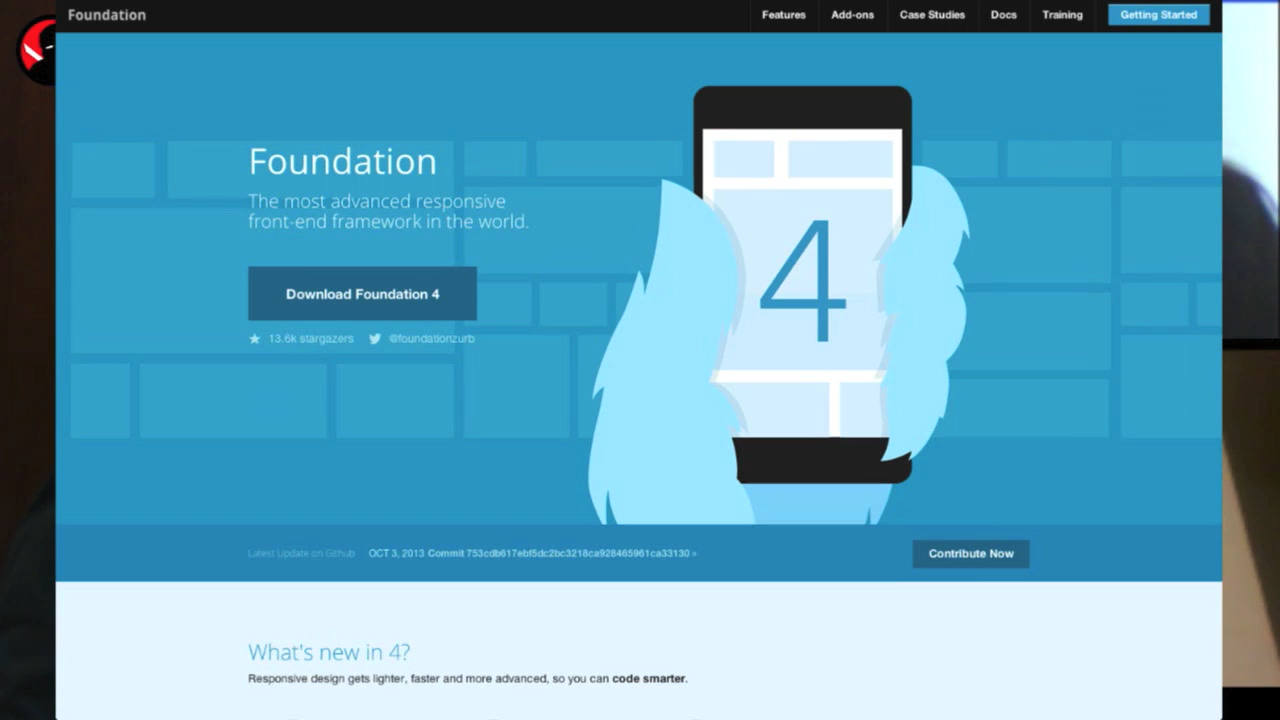 Foundation
Features
Add-ons
Case Studies
Docs
Training
Getting Started
Foundation
The most advanced responsive
front-end framework in the world.
Download Foundation 4
13.6k stargazers
@foundationzurb
4
Latest Update on Github
OCT 3, 2013 Commit 753cdb617ebf5dc2bc3218ca928465961ca33130 »
Contribute Now
What's new in 4?
Responsive design gets lighter, faster and more advanced, so you can code smarter.